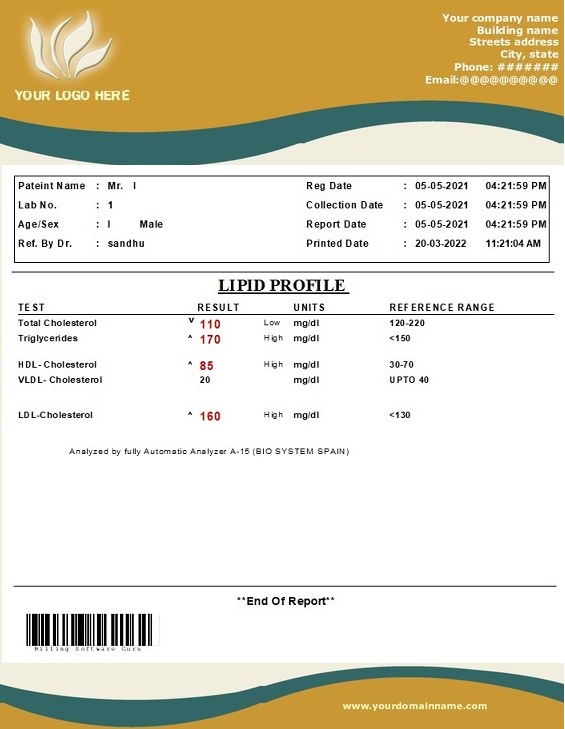 YOUR LOGO HERE
Your company name
Building name
Streets address
City, state
Phone: #######
Email:@@@@@@@@@@
Pateint Name : Mr. I Reg Date : 05-05-2021 04:21:59 PM
Lab No. : 1 Collection Date : 05-05-2021 04:21:59 PM
Age/Sex : I Male Report Date : 05-05-2021 04:21:59 PM
Ref. By Dr. : sandhu Printed Date : 20-03-2022 11:21:04 AM
LIPID PROFILE
TEST RESULT UNITS REFERENCE RANGE
Total Cholesterol v 110 Low mg/dl 120-220
Triglycerides ^ 170 High mg/dl <150
HDL- Cholesterol ^ 85 High mg/dl 30-70
VLDL- Cholesterol 20 mg/dl UPTO 40
LDL-Cholesterol ^ 160 High mg/dl <130
Analyzed by fully Automatic Analyzer A-15 (BIO SYSTEM SPAIN)
**End Of Report**
Billing Software Guru
www.yourdomainname.com